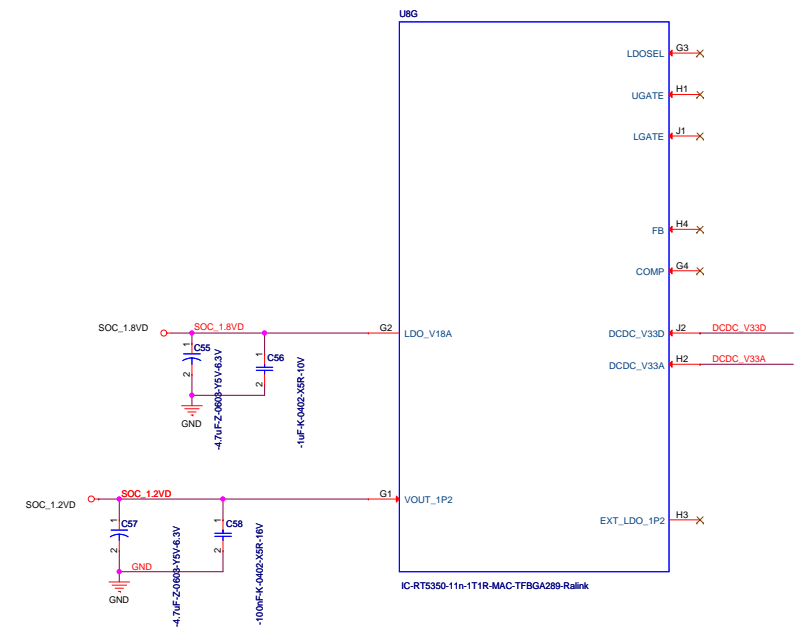 U8G
LDOSEL G3
UGATE H1
LGATE J1
FB H4
COMP G4
SOC_1.8VD SOC_1.8VD G2 LDO_V18A
DCDC_V33D J2 DCDC_V33D
DCDC_V33A H2 DCDC_V33A
1 C55 2
-4.7uF-Z-0603-Y5V-6.3V
1 C56 2
-1uF-K-0402-X5R-10V
GND
SOC_1.2VD SOC_1.2VD G1 VOUT_1P2
EXT_LDO_1P2 H3
1 C57 2
-4.7uF-Z-0603-Y5V-6.3V
1 C58 2
-100nF-K-0402-X5R-16V
GND
GND
IC-RT5350-11n-1T1R-MAC-TFBGA289-Ralink